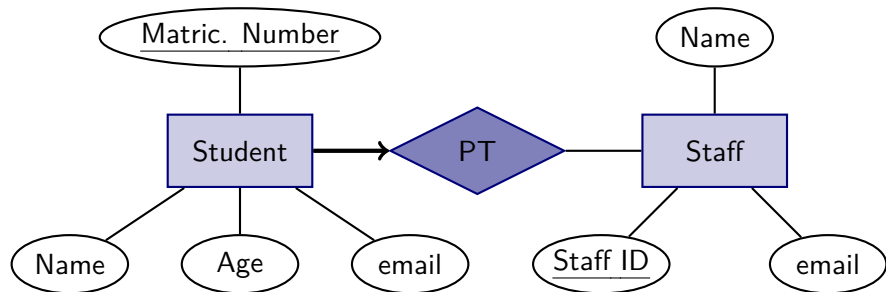 Matric. Number
Name
Student
PT
Staff
Name
Age
email
Staff ID
email